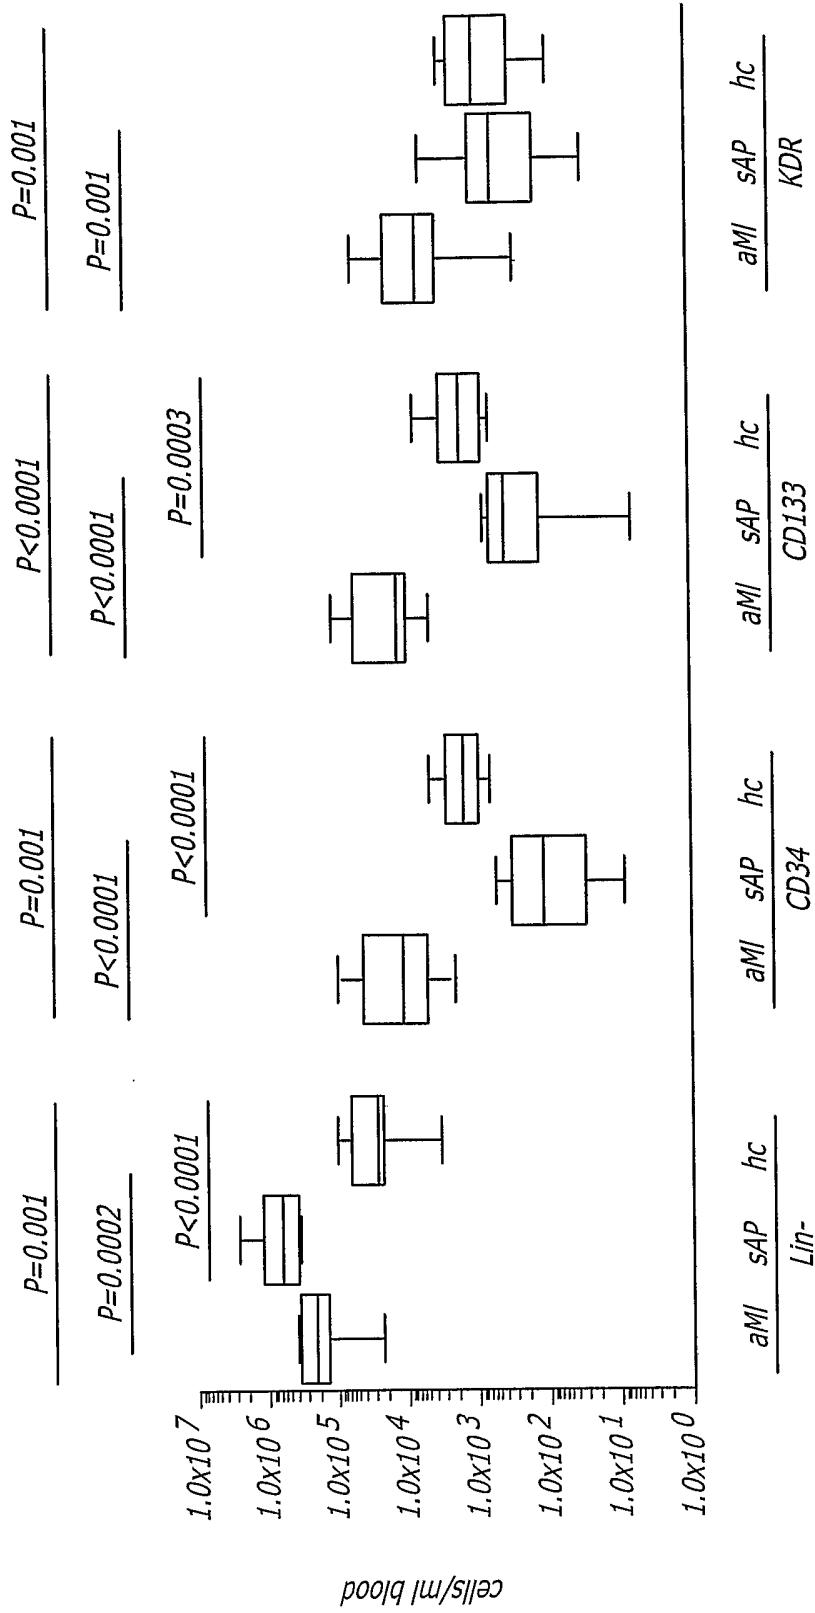 P=0.001
P=0.001
P<0.0001
P=0.001
P=0.0002
P<0.0001
P<0.0001
P=0.001
P<0.0001
P<0.0001
P=0.0003
1.0x10 7
1.0x10 6
1.0x10 5
1.0x10 4
1.0x10 3
1.0x10 2
1.0x10 1
1.0x10 0
cells/ml blood
aMI sAP hc
aMI sAP hc
aMI sAP hc
aMI sAP hc
Lin-
CD34
CD133
KDR